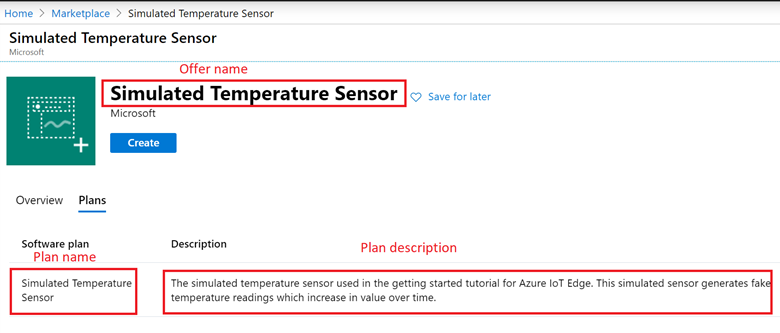 Home > Marketplace > Simulated Temperature Sensor
Simulated Temperature Sensor
Microsoft
Offer name
Simulated Temperature Sensor
Save for later
Microsoft
Create
Overview Plans
Software plan Description
Plan name Plan description
Simulated Temperature The simulated temperature sensor used in the getting started tutorial for Azure IoT Edge. This simulated sensor generates fake
Sensor temperature readings which increase in value over time.